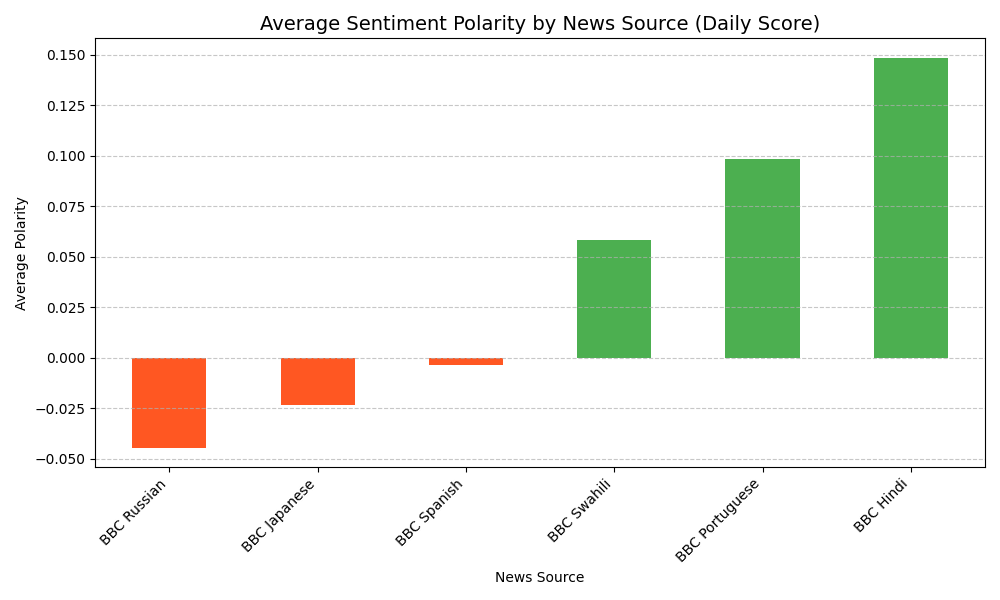 Average Sentiment Polarity by News Source (Daily Score)
0.150
0.125
0.100
0.075
0.050
0.025
0.000
−0.025
−0.050
Average Polarity
BBC Russian
BBC Japanese
BBC Spanish
BBC Swahili
BBC Portuguese
BBC Hindi
News Source